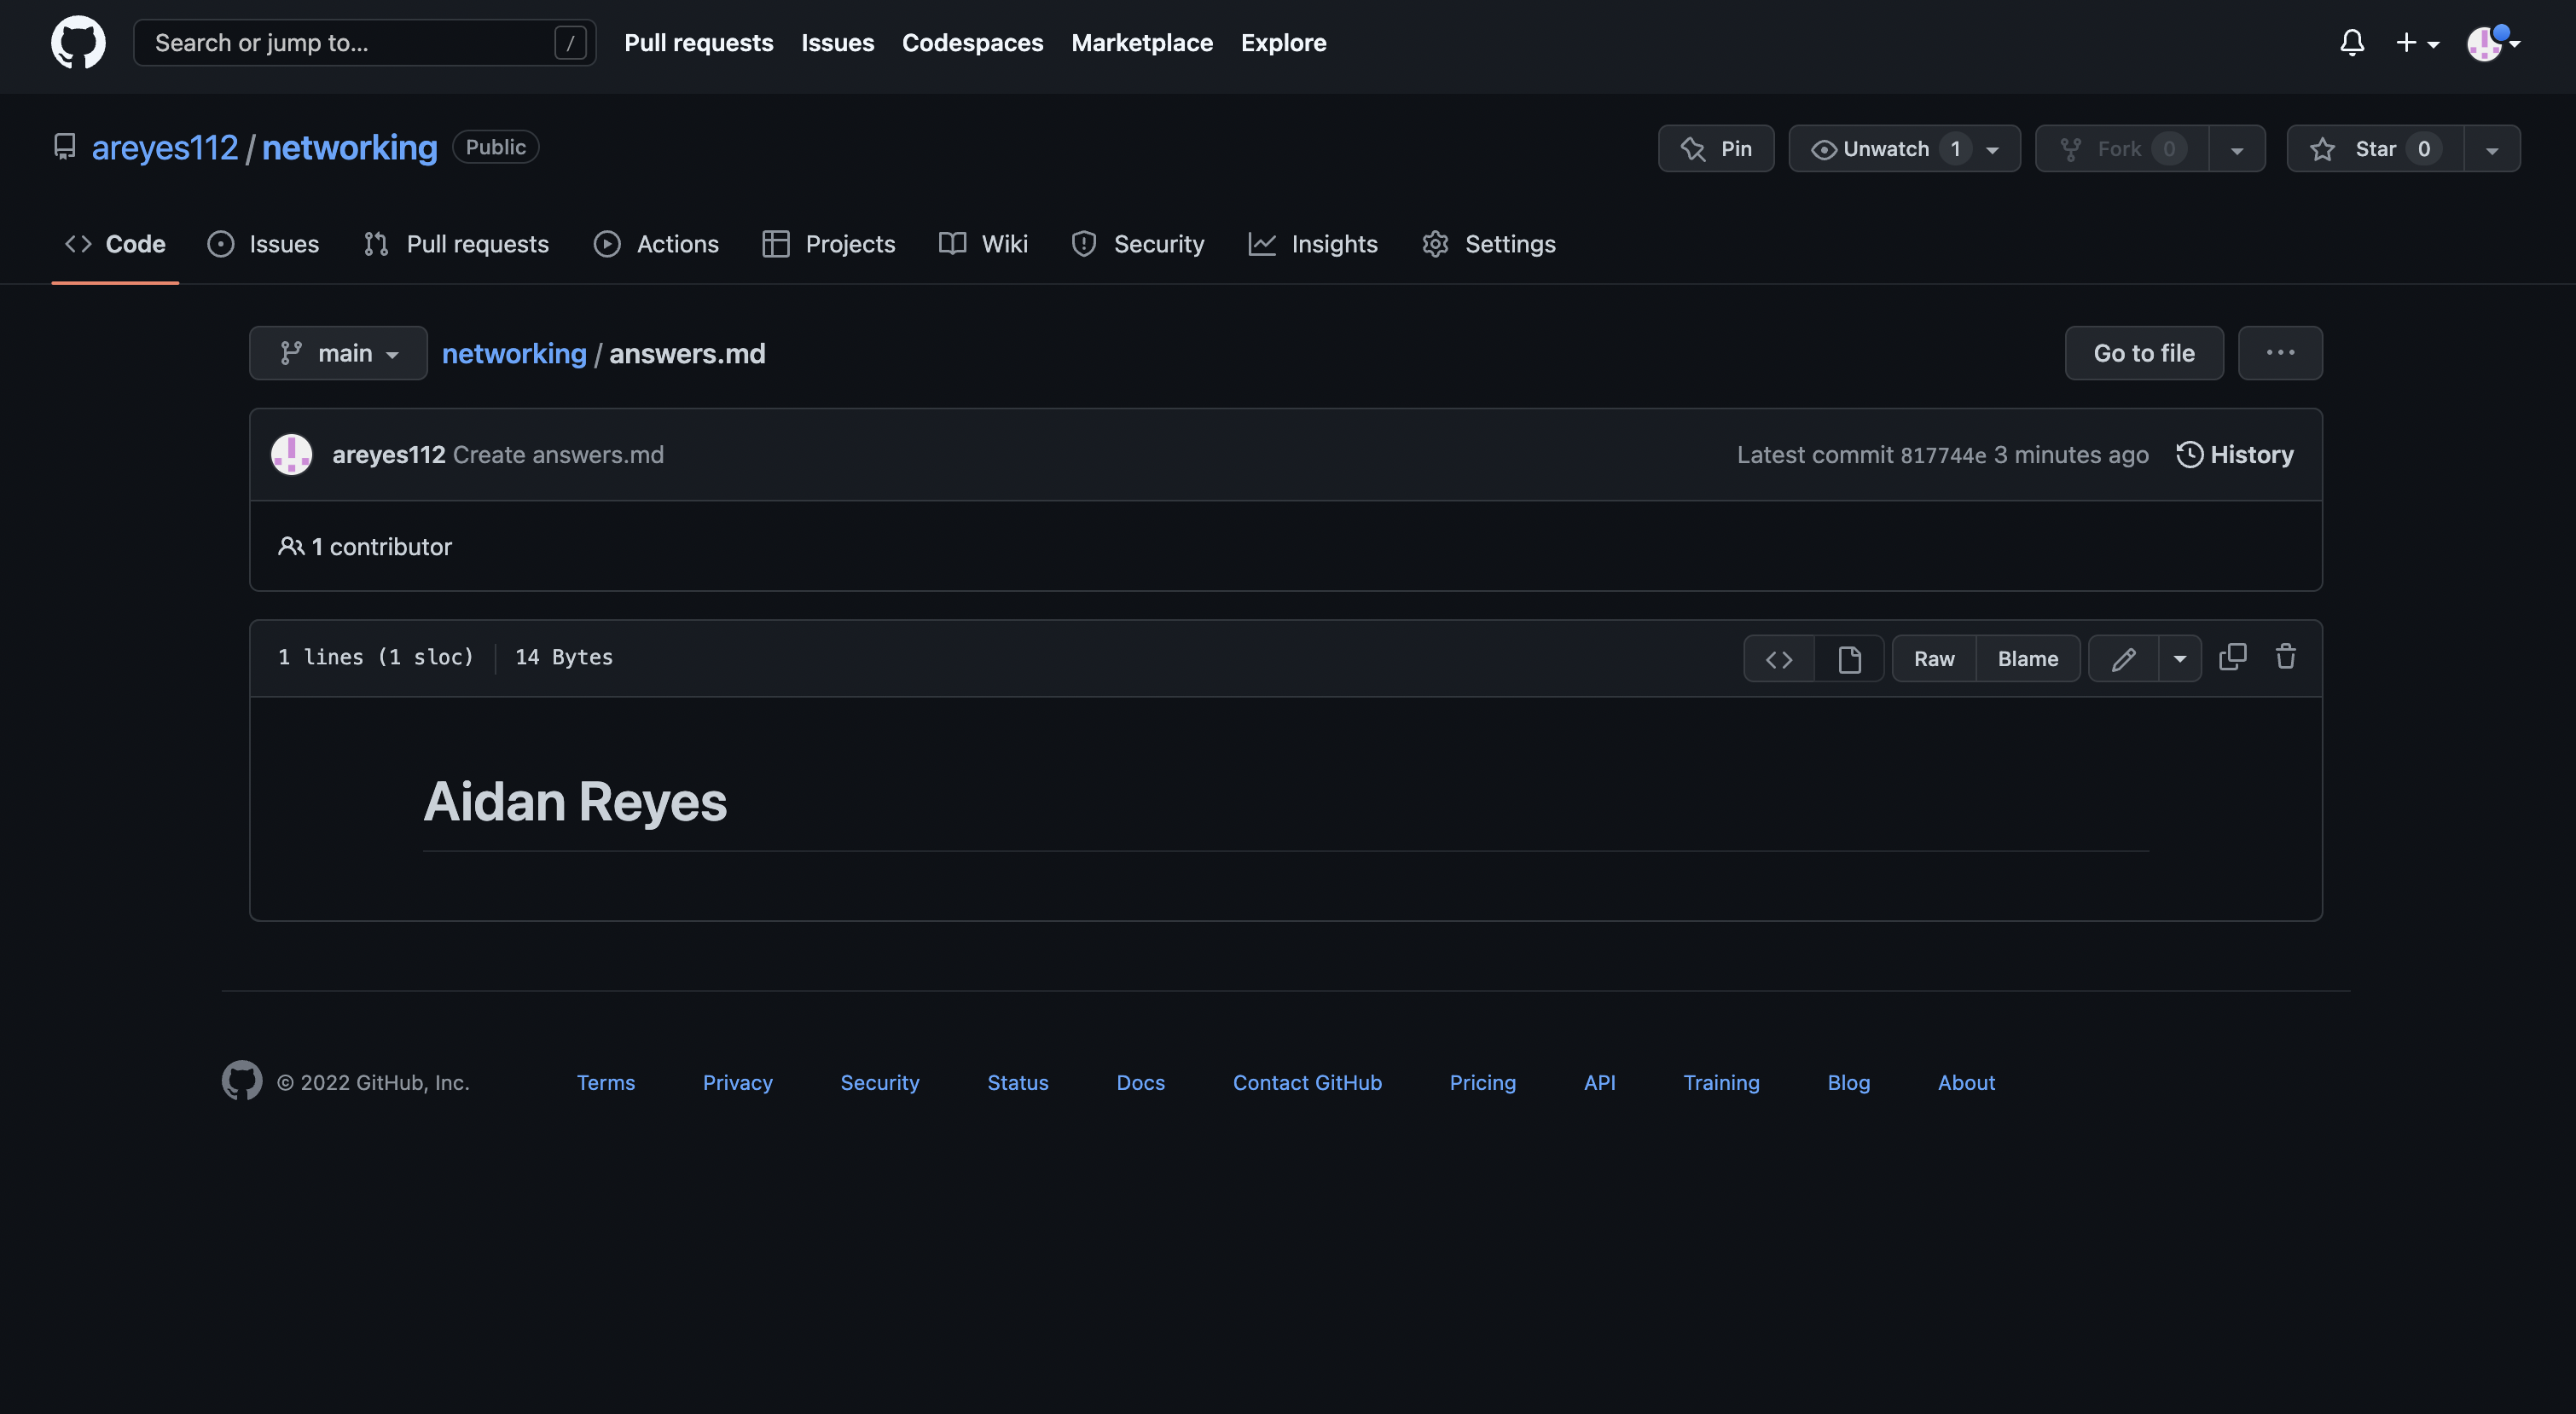 Search or jump to... / Pull requests Issues Codespaces Marketplace Explore
areyes112 / networking Public Pin Unwatch 1 Fork 0 Star 0
Code Issues Pull requests Actions Projects Wiki Security Insights Settings
main networking / answers.md Go to file ...
areyes112 Create answers.md Latest commit 817744e 3 minutes ago History
1 contributor
1 lines (1 sloc) 14 Bytes Raw Blame
Aidan Reyes
© 2022 GitHub, Inc. Terms Privacy Security Status Docs Contact GitHub Pricing API Training Blog About